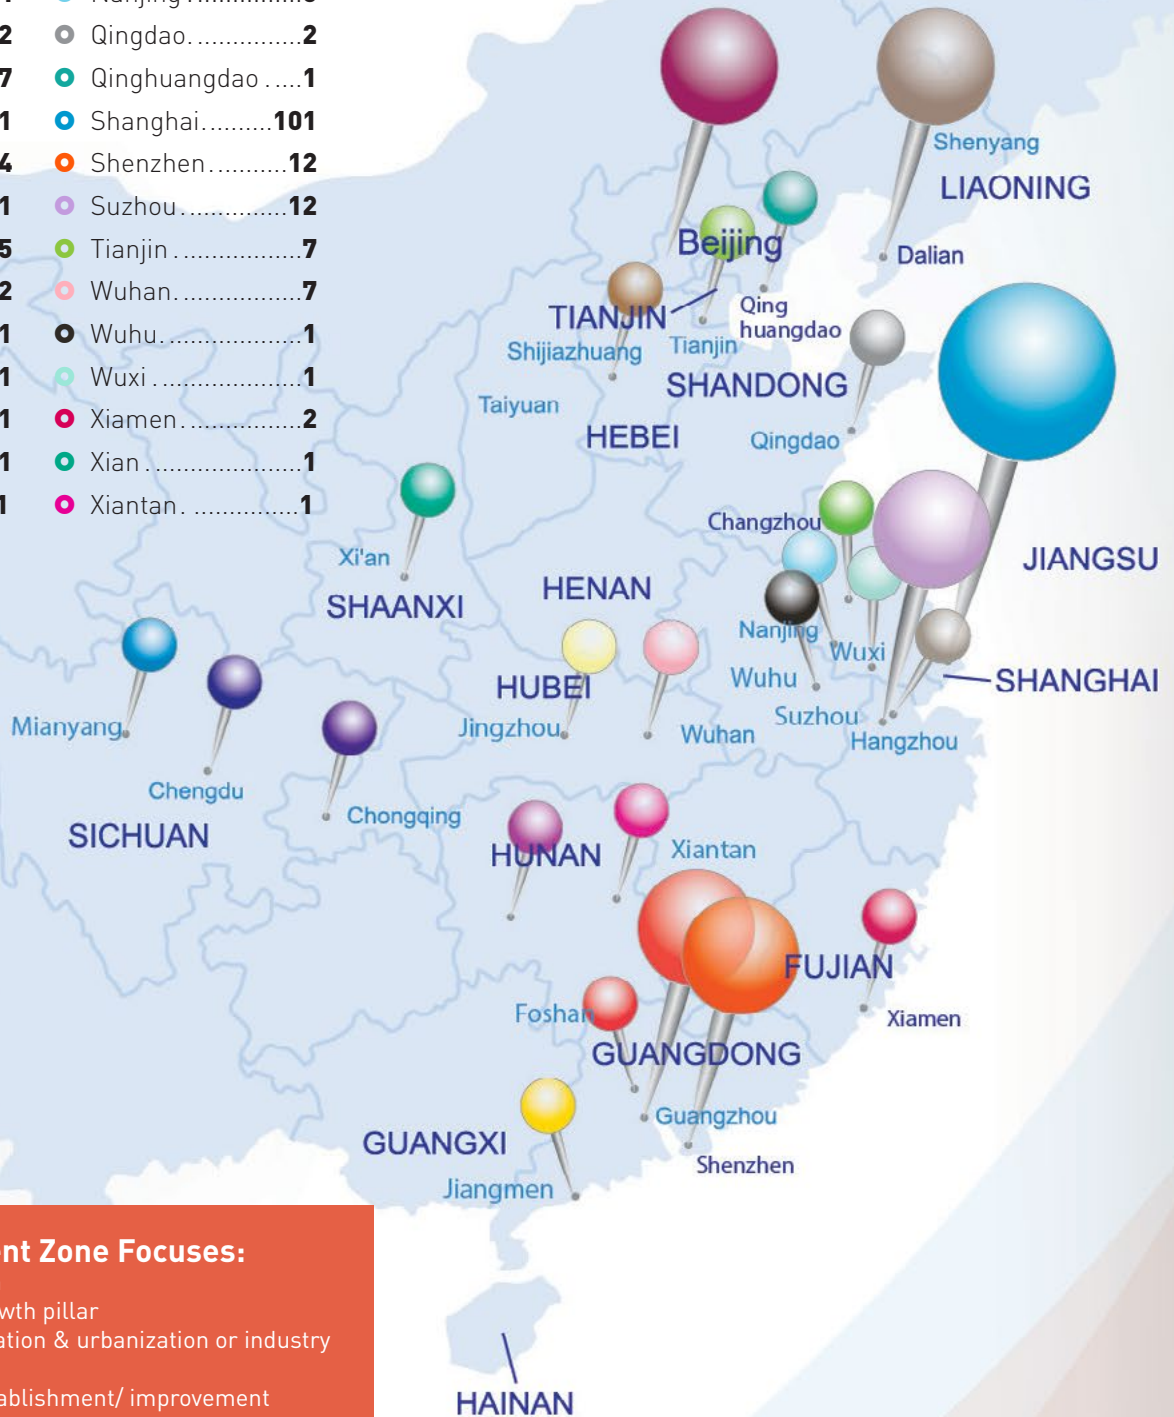 Qingdao................2
2
7
Qinghuangdao .....1
1
Shanghai..........101
4
Shenzhen...........12
1
Suzhou..............12
5
Tianjin .................7
2
Wuhan.................7
1
Wuhu...................1
1
Wuxi ...................1
1
Xiamen................2
1
Xian .....................1
1
Xiantan. ..............1
Shenyang
LIAONING
Beijing
Dalian
TIANJIN
Qing
huangdao
Shijiazhuang
Tianjin
SHANDONG
Taiyuan
HEBEI
Qingdao
Changzhou
Xi'an
JIANGSU
HENAN
SHAANXI
Nanjing
Wuxi
HUBEI
Wuhu
SHANGHAI
Mianyang
Jingzhou
Suzhou
Wuhan
Hangzhou
Chengdu
Chongqing
SICHUAN
HUNAN
Xiantan
FUJIAN
Foshan
Xiamen
GUANGDONG
Guangzhou
GUANGXI
Shenzhen
Jiangmen
ent Zone Focuses:
wth pillar
ation & urbanization or industry
ablishment/ improvement
HAINAN